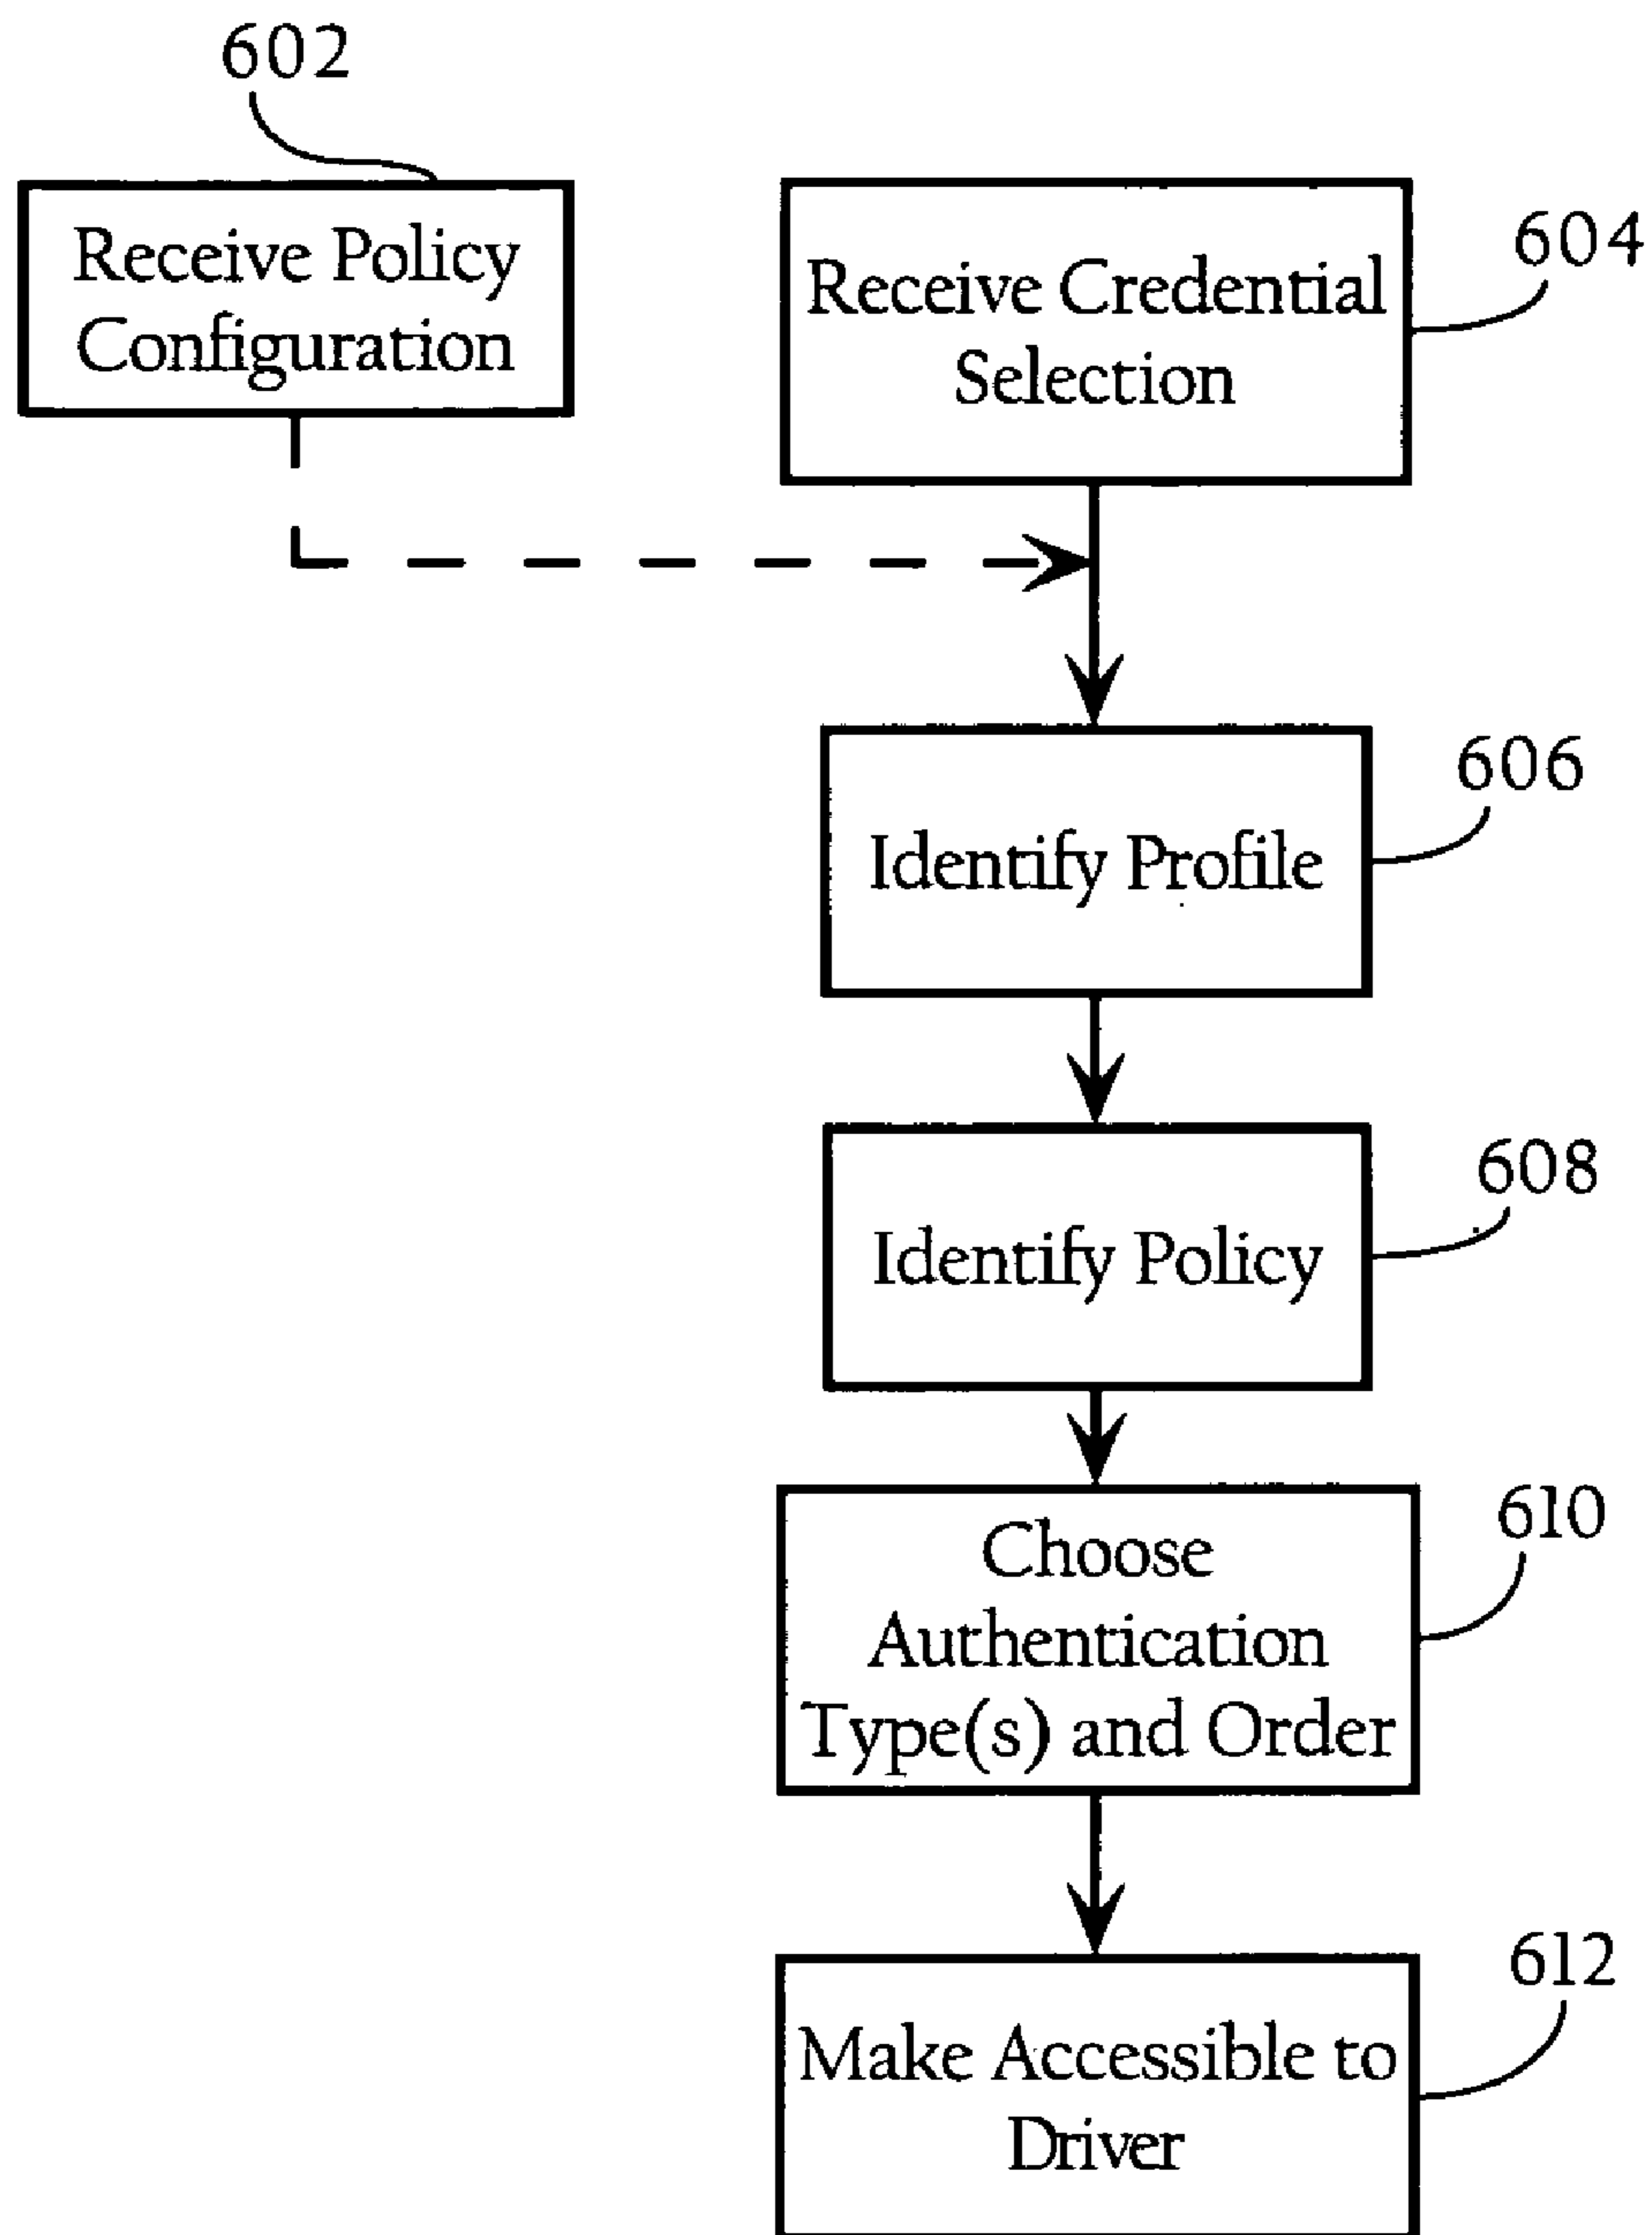 602
Receive Policy
Configuration
Receive Credential
Selection
604
Identify Profile
606
Identify Policy
608
Choose
Authentication
Type(s) and Order
610
Make Accessible to
Driver
612